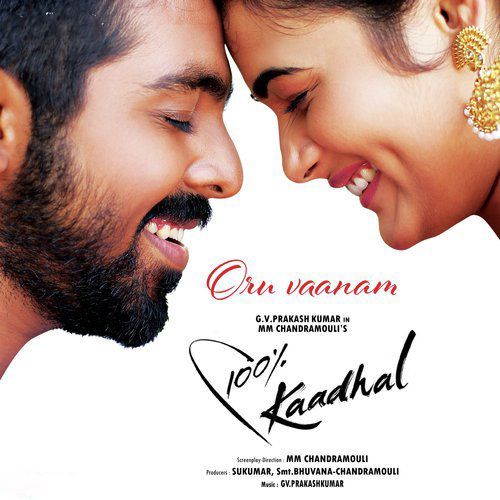 Oru vaanam
G.V.PRAKASH KUMAR IN
MM CHANDRAMOULI'S
100%
Kaadhal
Screenplay-Direction : MM CHANDRAMOULI
Producers : SUKUMAR, Smt.BHUVANA-CHANDRAMOULI
Music : GV.PRAKASHKUMAR